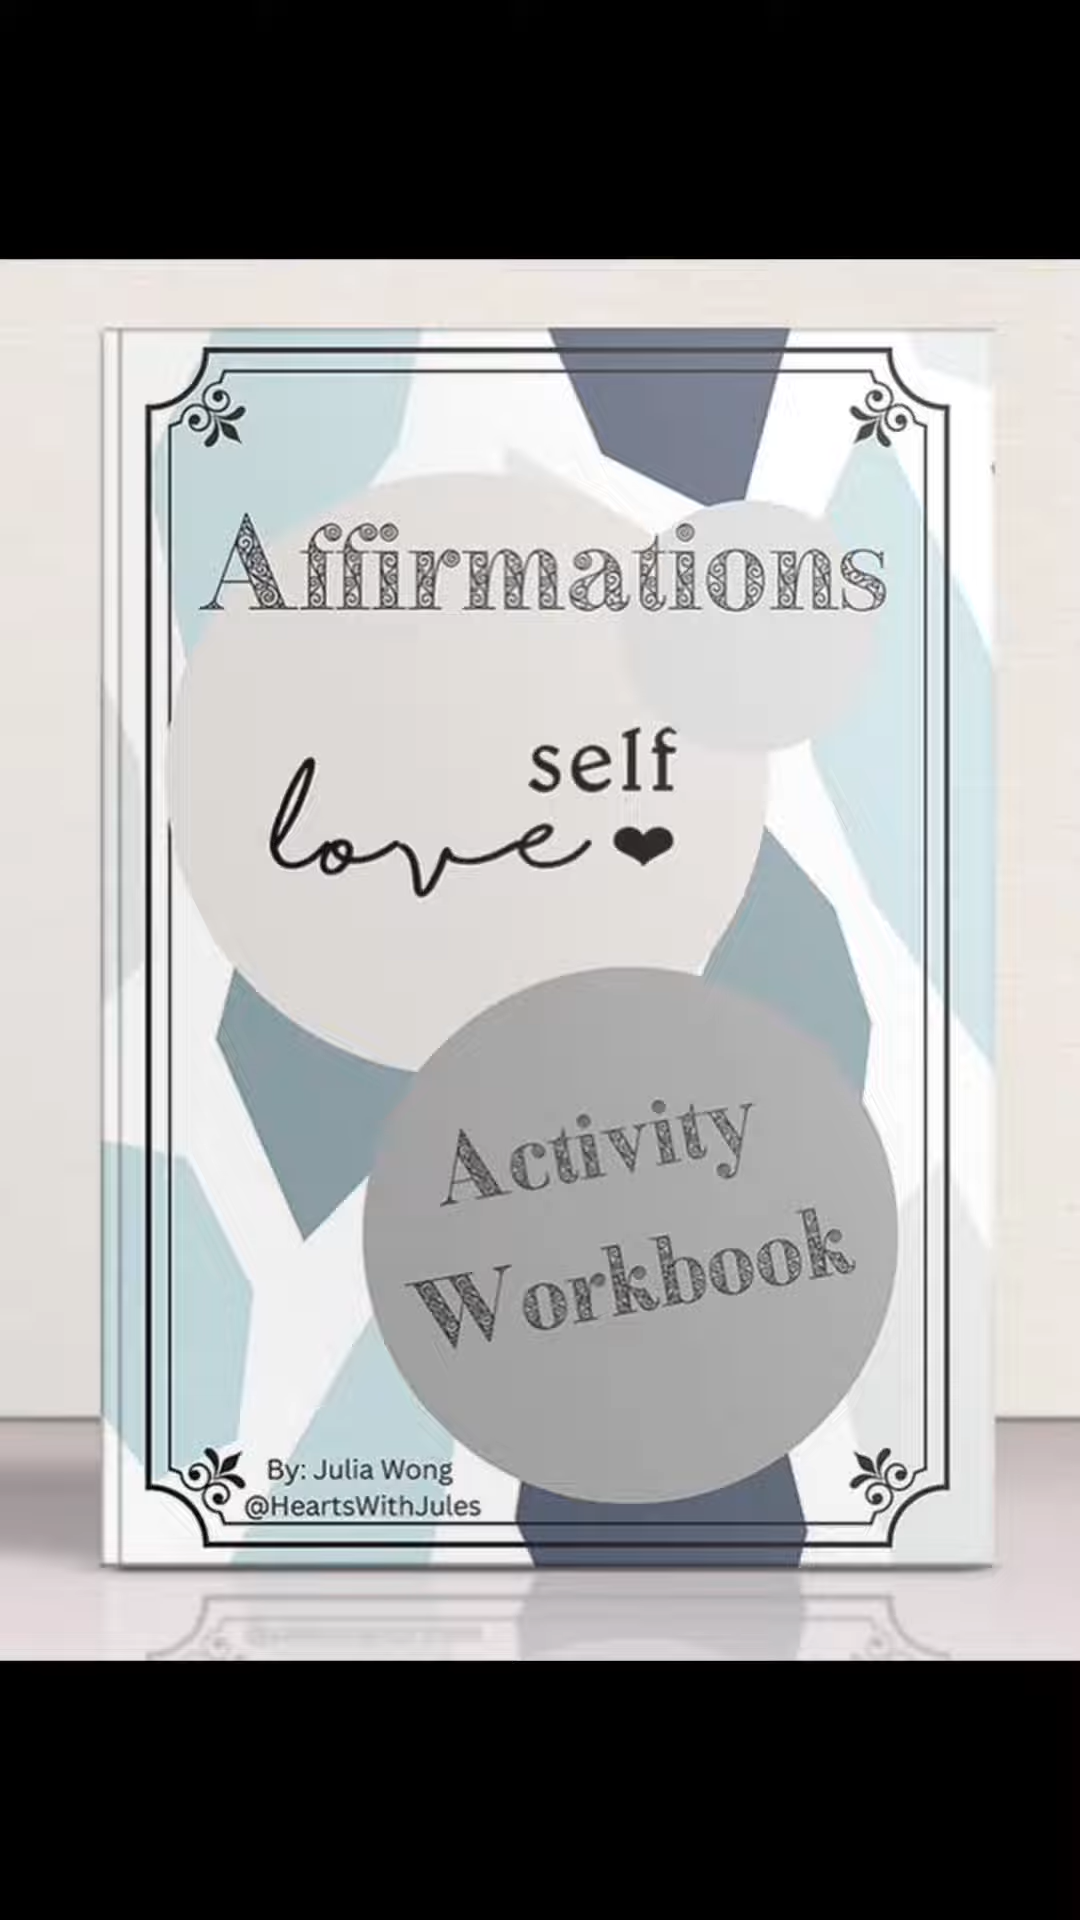 Affirmations
self
love
Activity
Workbook
By: Julia Wong
@HeartsWithJules